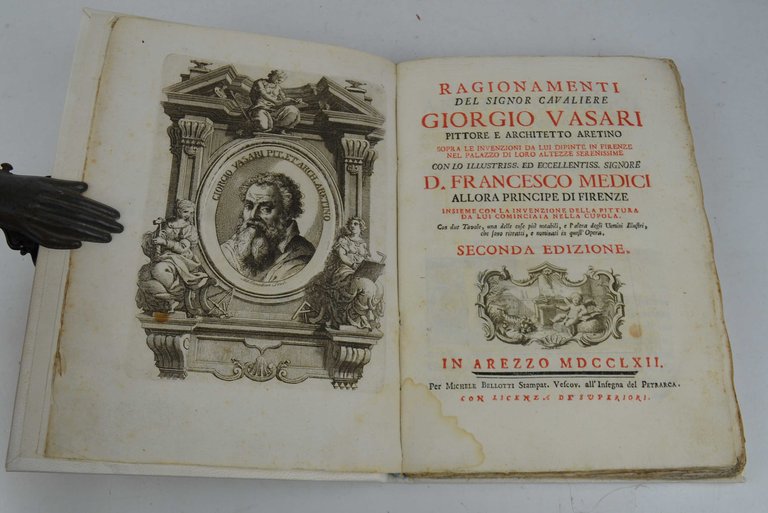 GIORGIO VASARI PIT. ET ARCH. ARETINO
RAGIONAMENTI
DEL SIGNOR CAVALIERE
GIORGIO VASARI
PITTORE E ARCHITETTO ARETINO
SOPRA LE INVENZIONI DA LUI DIPINTE IN FIRENZE
NEL PALAZZO DI LORO ALTEZZE SERENISSIME
CON LO ILLUSTRISS. ED ECCELLENTISS. SIGNORE
D. FRANCESCO MEDICI
ALLORA PRINCIPE DI FIRENZE
INSIEME CON LA INVENZIONE DELLA PITTURA
DA LUI COMINCIATA NELLA CUPOLA.
Con due Tavole, una delle cose più notabili, e l'altra degli Uomini Illustri,
che sono ritratti, e nominati in quest'Opera.
SECONDA EDIZIONE.
IN AREZZO MDCCLXII.
Per MICHELE BELLOTTI Stampat. Vescov. all'Insegna del PETRARCA.
CON LICENZA DE' SUPERIORI.